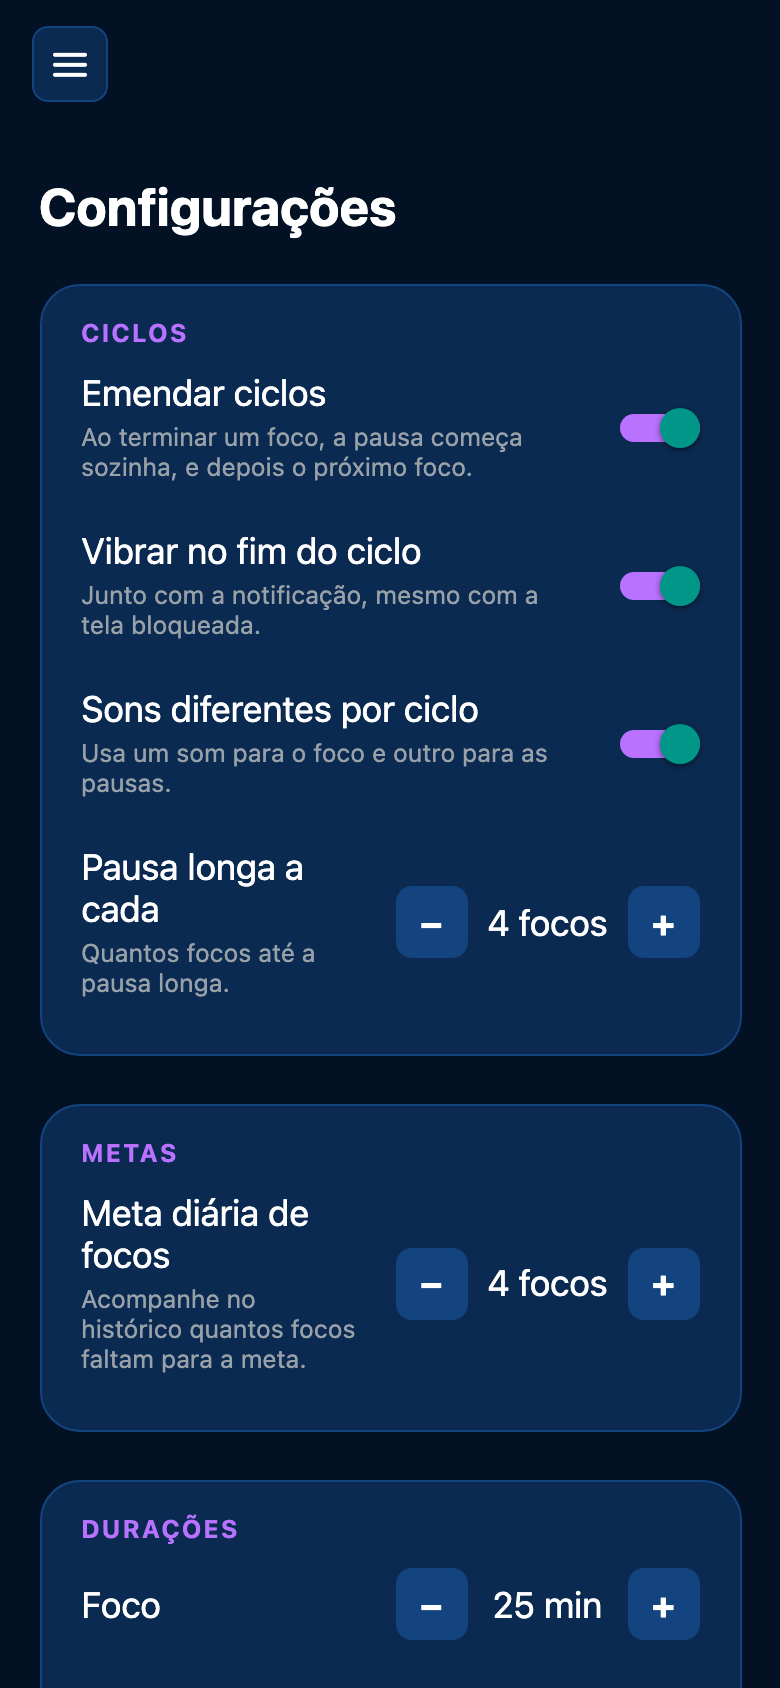 Configurações
CICLOS
Emendar ciclos
Ao terminar um foco, a pausa começa
sozinha, e depois o próximo foco.
Vibrar no fim do ciclo
Junto com a notificação, mesmo com a
tela bloqueada.
Sons diferentes por ciclo
Usa um som para o foco e outro para as
pausas.
Pausa longa a
cada
Quantos focos até a
pausa longa.
− 4 focos +
METAS
Meta diária de
focos
Acompanhe no
histórico quantos focos
faltam para a meta.
− 4 focos +
DURAÇÕES
Foco
− 25 min +